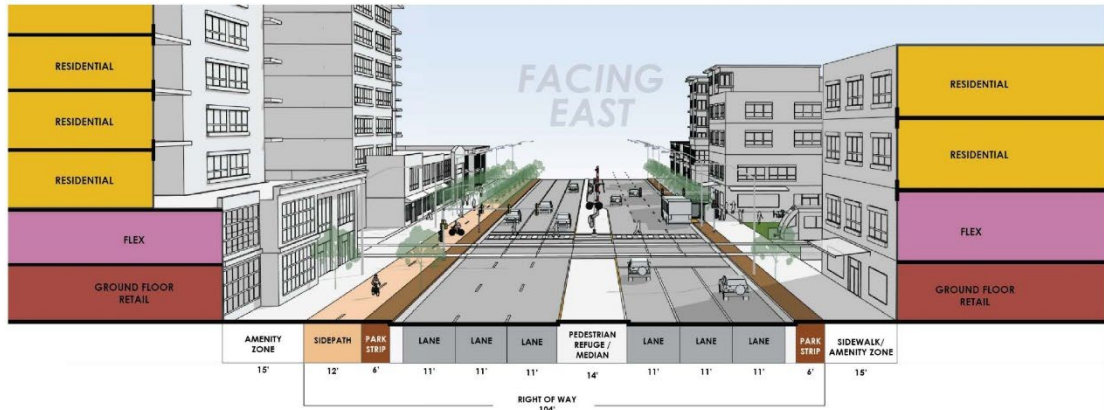 FACING
EAST
RESIDENTIAL
RESIDENTIAL
RESIDENTIAL
FLEX
GROUND FLOOR
RETAIL
RESIDENTIAL
RESIDENTIAL
FLEX
GROUND FLOOR
RETAIL
AMENITY
ZONE
SIDEPATH
PARK
STRIP
LANE
LANE
LANE
PEDESTRIAN
REFUGE /
MEDIAN
LANE
LANE
LANE
PARK
STRIP
SIDEWALK/
AMENITY ZONE
15'
12'
6'
11'
11'
11'
14'
11'
11'
11'
6'
15'
RIGHT OF WAY
104'